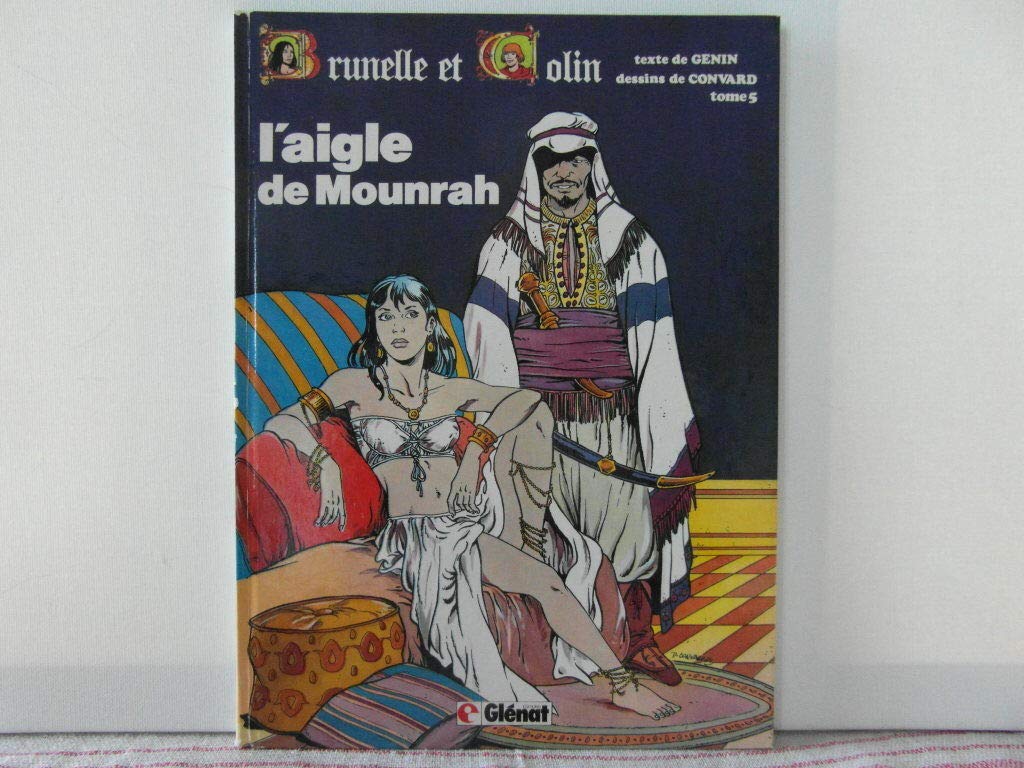 Brunelle et Colin
texte de GENIN
dessins de CONVARD
tome 5
l'aigle
de Mounrah
Glénat